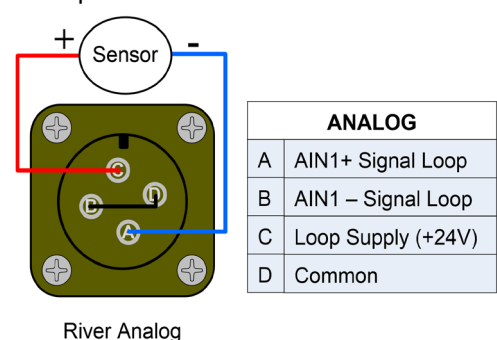 + Sensor -
C
B D
A
ANALOG
A AIN1+ Signal Loop
B AIN1 – Signal Loop
C Loop Supply (+24V)
D Common
River Analog